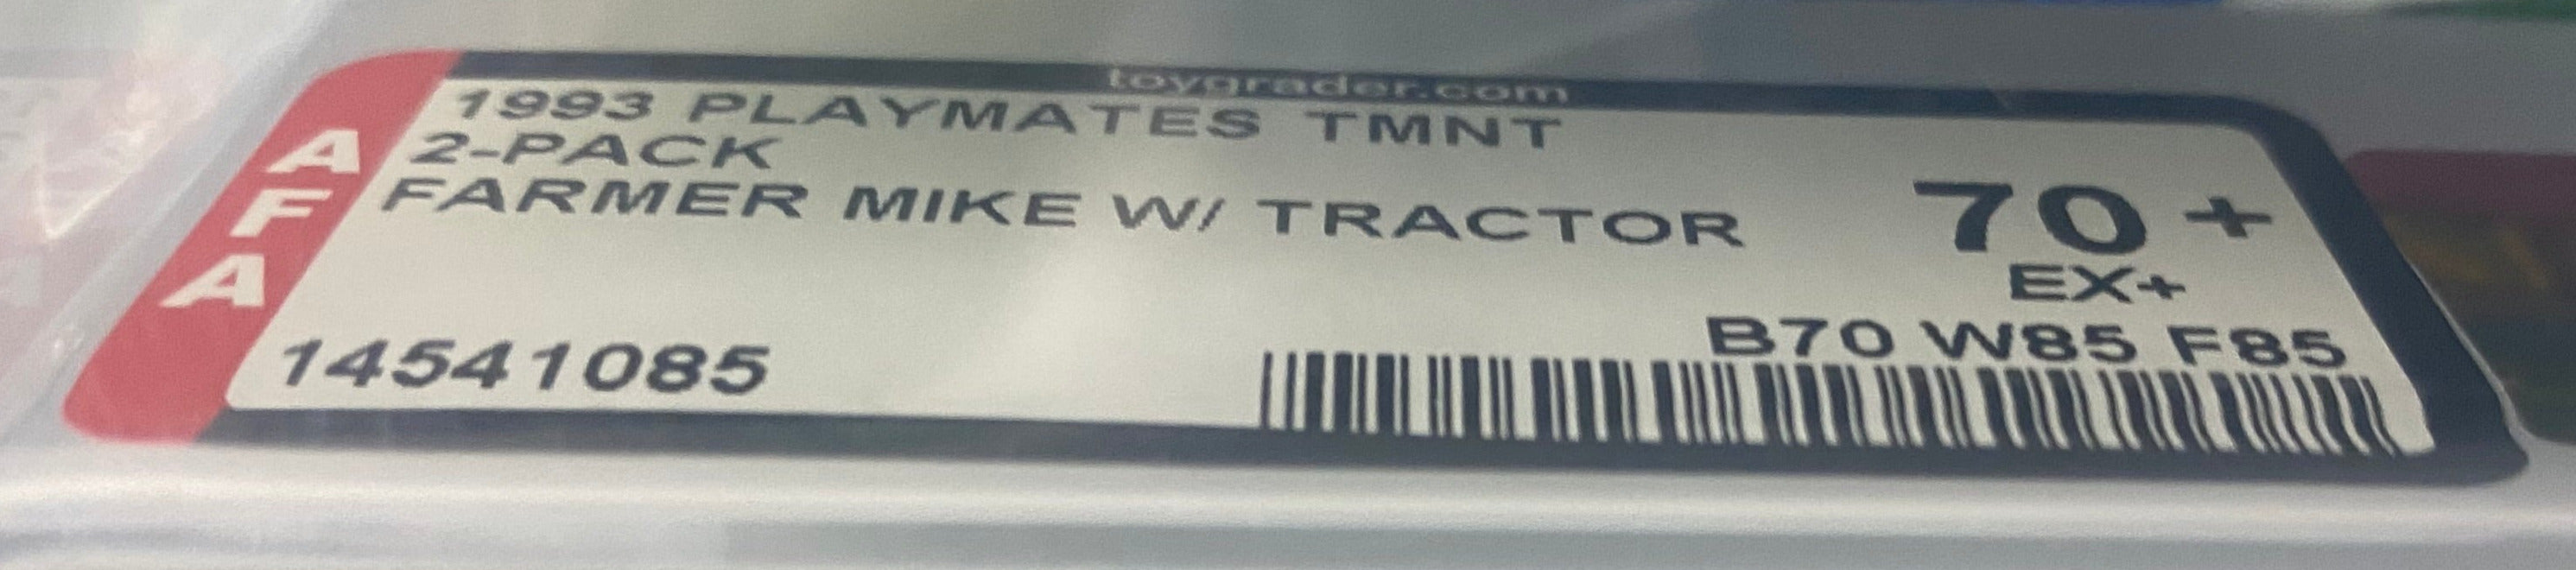 toygrader.com
AFA
1993 PLAYMATES TMNT
2-PACK
FARMER MIKE W/ TRACTOR
70+
EX+
B70 W85 F85
14541085